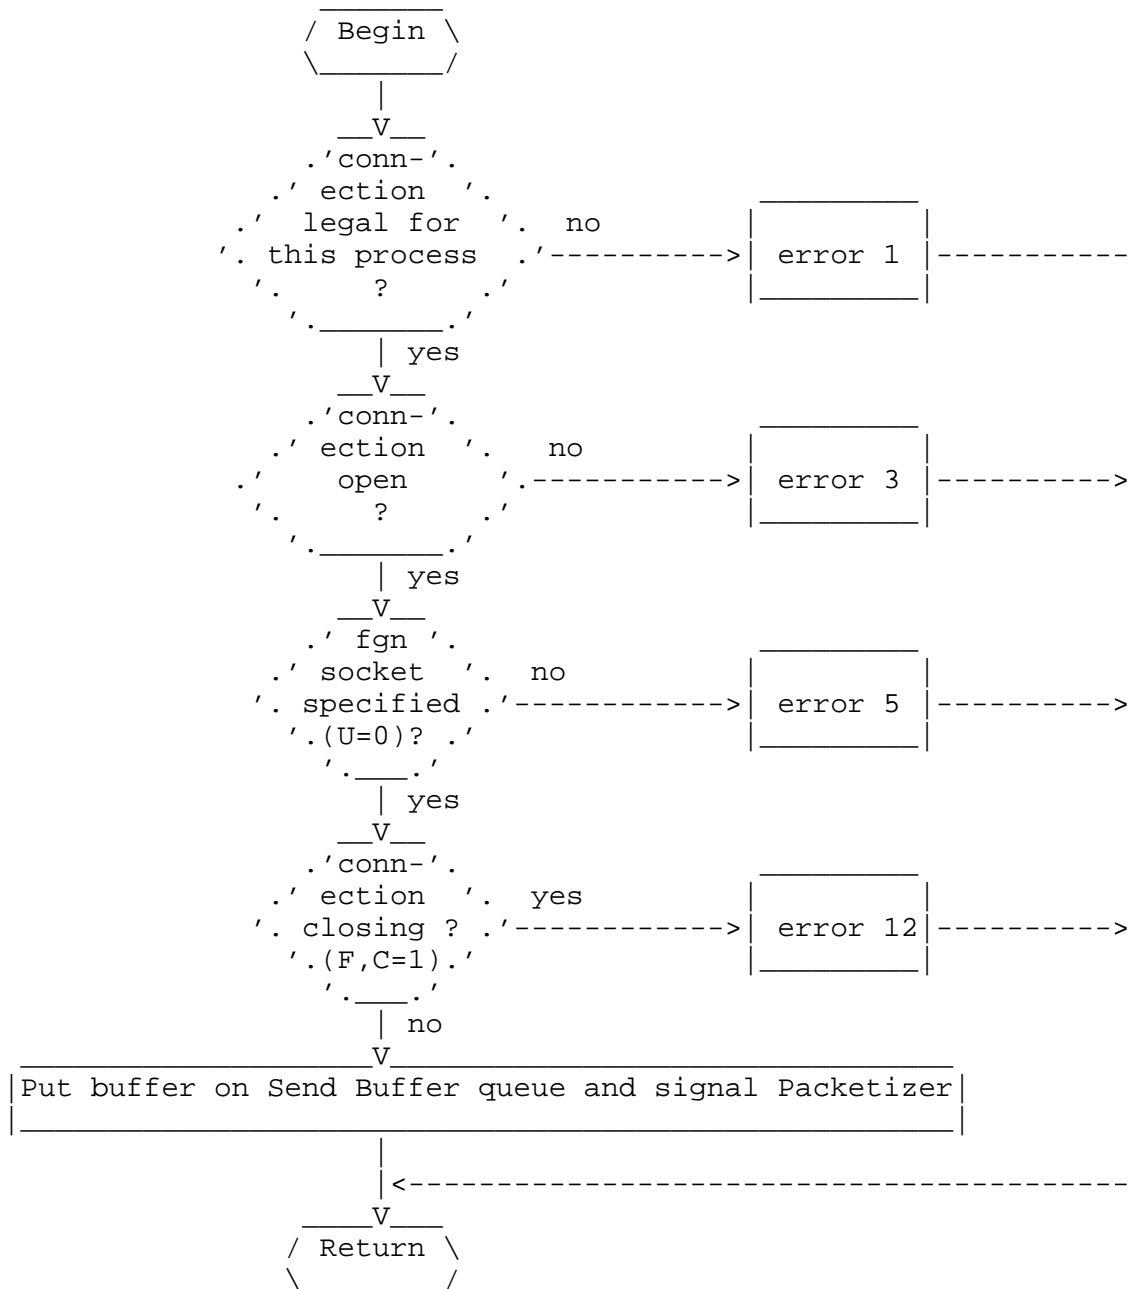 Begin
conn-
ection
legal for no
this process error 1
?
yes
conn-
ection no
open error 3
?
yes
fgn
socket no
specified error 5
(U=0)?
yes
conn-
ection yes
closing ? error 12
(F,C=1)
no
V
Put buffer on Send Buffer queue and signal Packetizer
V
Return